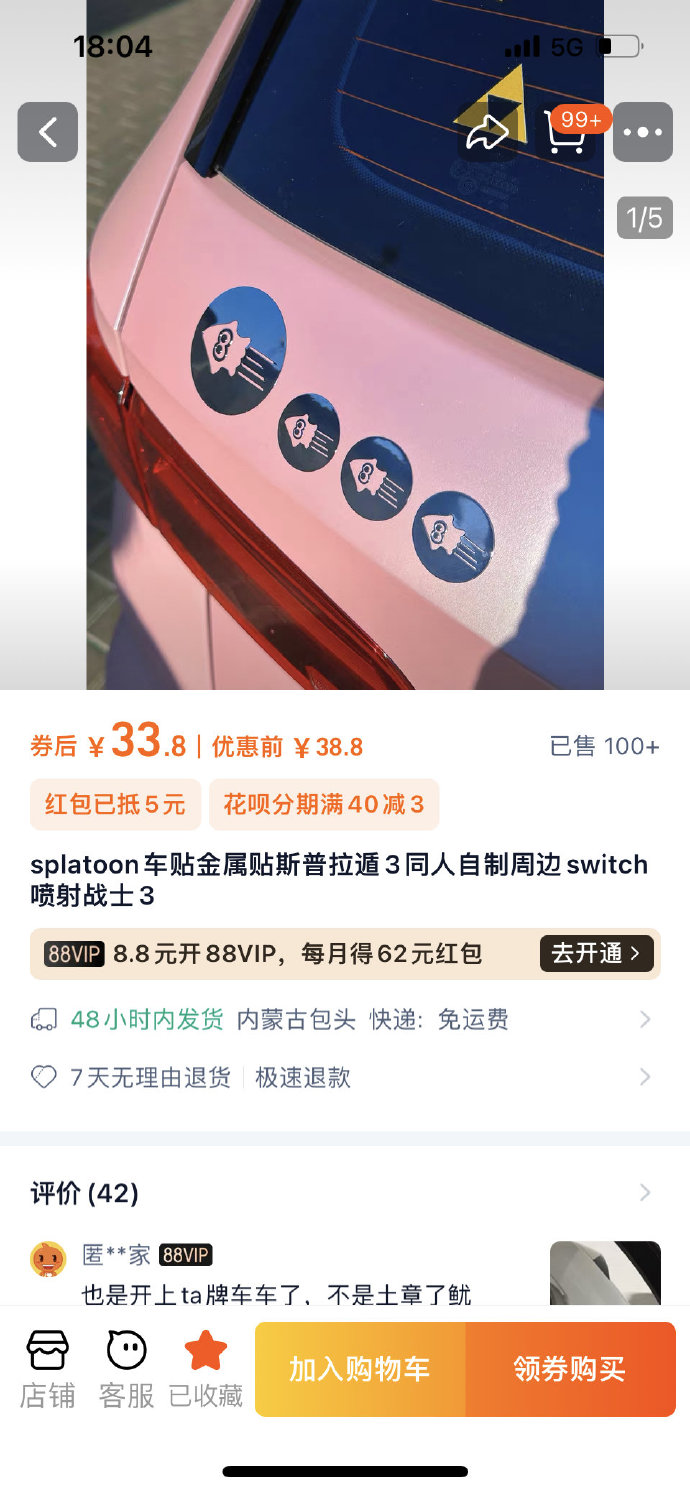 18:04
5G
99+
1/5
券后 ￥33.8 | 优惠前 ￥38.8
已售 100+
红包已抵5元
花呗分期满40减3
splatoon车贴金属贴斯普拉遁3同人自制周边switch
喷射战士3
88VIP 8.8元开88VIP，每月得62元红包
去开通
48小时内发货 内蒙古包头 快递：免运费
7天无理由退货 | 极速退款
评价 (42)
匿**家 88VIP
也是开上ta牌车车了，不是土章了鱿
店铺
客服
已收藏
加入购物车
领券购买